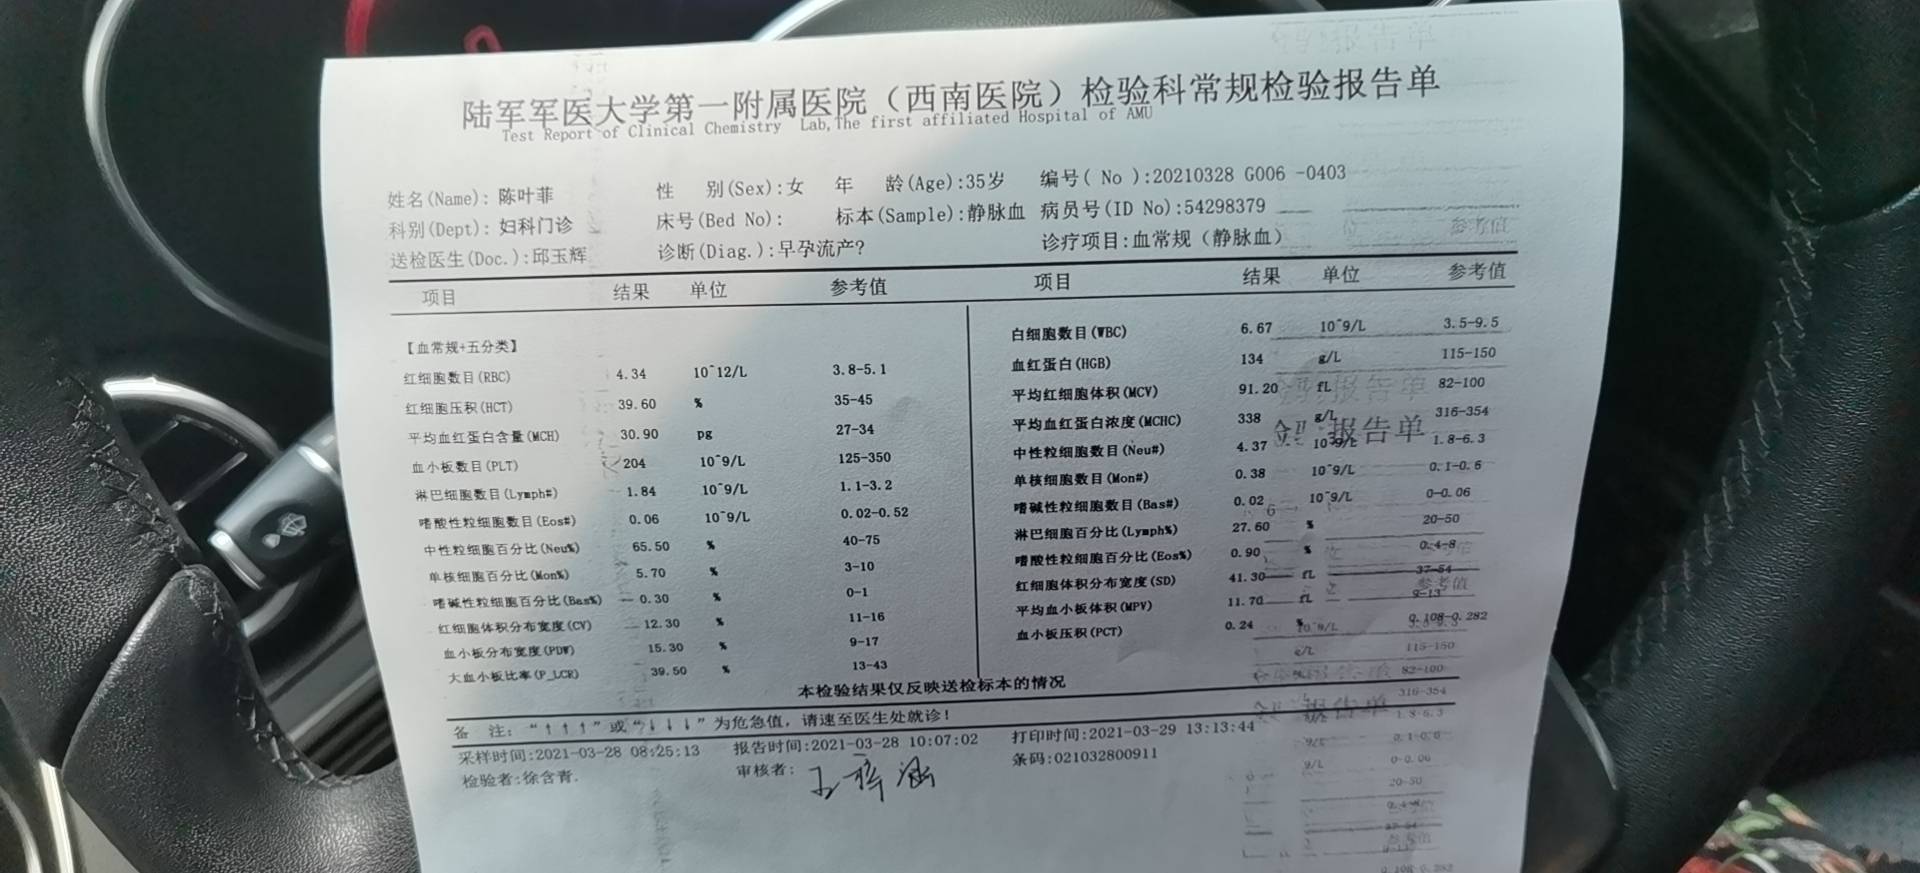 陆军军医大学第一附属医院（西南医院）检验科常规检验报告单
Test Report of Clinical Chemistry Lab,The first affiliated Hospital of AMU
姓名(Name): 陈叶菲 性 别(Sex):女 年 龄(Age):35岁 编号( No ):20210328 G006 -0403
科别(Dept): 妇科门诊 床号(Bed No): 标本(Sample):静脉血 病员号(ID No):54298379
送检医生(Doc.):邱玉辉 诊断(Diag.):早孕流产? 诊疗项目:血常规（静脉血）
项目 结果 单位 参考值 项目 结果 单位 参考值
【血常规+五分类】 白细胞数目(WBC) 6.67 10^9/L 3.5-9.5
红细胞数目(RBC) 4.34 10^12/L 3.8-5.1 血红蛋白(HGB) 134 g/L 115-150
红细胞压积(HCT) 39.60 % 35-45 平均红细胞体积(MCV) 91.20 fL 82-100
平均血红蛋白含量(MCH) 30.90 pg 27-34 平均血红蛋白浓度(MCHC) 338 g/L 316-354
血小板数目(PLT) 204 10^9/L 125-350 中性粒细胞数目(Neu#) 4.37 10^9/L 1.8-6.3
淋巴细胞数目(Lymph#) 1.84 10^9/L 1.1-3.2 单核细胞数目(Mon#) 0.38 10^9/L 0.1-0.6
嗜酸性粒细胞数目(Eos#) 0.06 10^9/L 0.02-0.52 嗜碱性粒细胞数目(Bas#) 0.02 10^9/L 0-0.06
中性粒细胞百分比(Neu%) 65.50 % 40-75 淋巴细胞百分比(Lymph%) 27.60 % 20-50
单核细胞百分比(Mon%) 5.70 % 3-10 嗜酸性粒细胞百分比(Eos%) 0.90 % 0.4-8
嗜碱性粒细胞百分比(Bas%) 0.30 % 0-1 红细胞体积分布宽度(SD) 41.30 fL 37-54
红细胞体积分布宽度(CV) 12.30 % 11-16 平均血小板体积(MPV) 11.70 fL 9-13
血小板分布宽度(PDW) 15.30 % 9-17 血小板压积(PCT) 0.24 % 0.108-0.282
大血小板比率(P_LCR) 39.50 % 13-43
本检验结果仅反映送检标本的情况
备 注: “↑↑↑”或“↓↓↓”为危急值，请速至医生处就诊!
采样时间:2021-03-28 08:25:13 报告时间:2021-03-28 10:07:02 打印时间:2021-03-29 13:13:44
检验者:徐含青. 审核者: 条码:021032800911